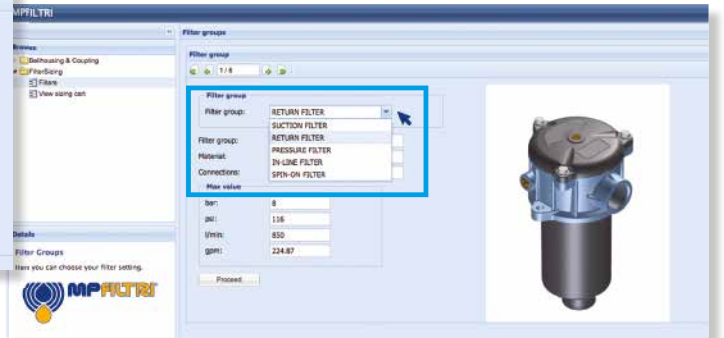 MPFILTRI
Filter groups
Browse
Bellhousing & Coupling
FilterSizing
Filters
View sizing cart
Filter group
1/6
Filter group
Filter group: RETURN FILTER
SUCTION FILTER
RETURN FILTER
PRESSURE FILTER
IN-LINE FILTER
SPIN-ON FILTER
Filter group:
Material:
Connections:
Max value
bar: 8
psi: 116
l/min: 850
gpm: 224.87
Proceed
Details
Filter Groups
Here you can choose your filter setting.
MPFILTRI